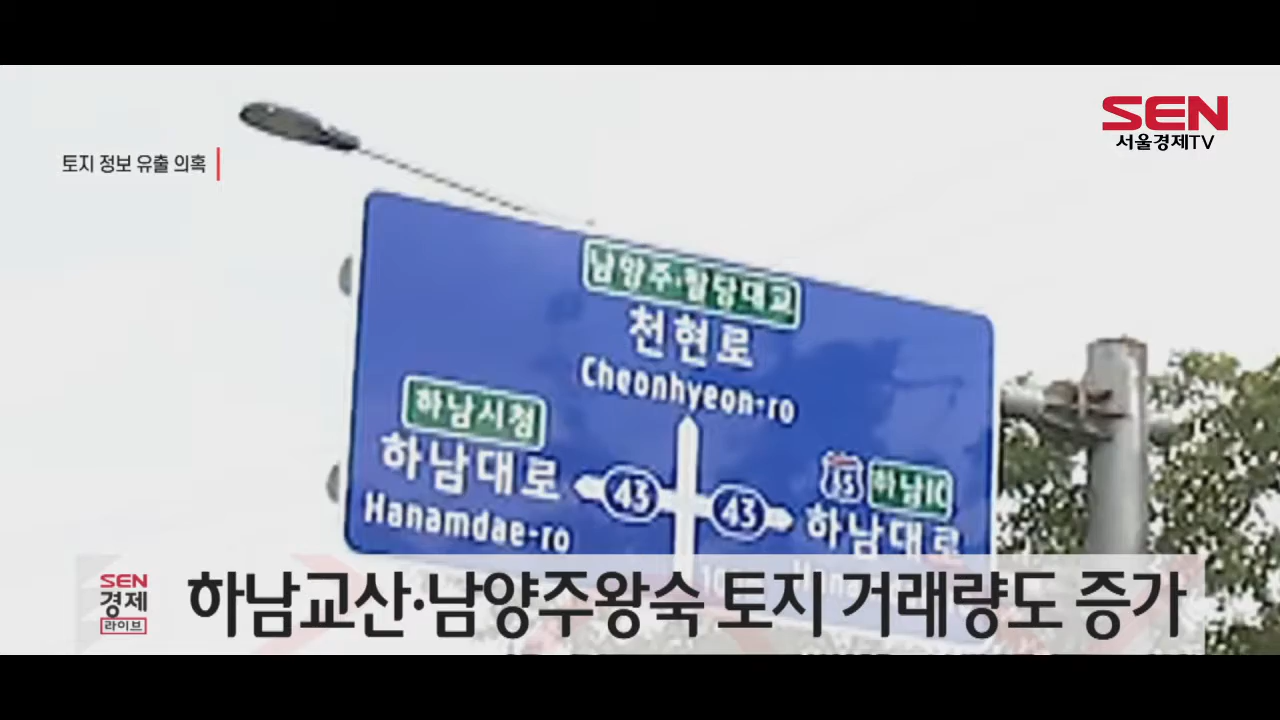 SEN
서울경제TV
토지 정보 유출 의혹
남양주·팔당대교
천현로
Cheonhyeon-ro
하남시청
하남대로
Hanamdae-ro
43
43
35
하남IC
하남대로
SEN
경제
라이브
하남교산·남양주왕숙 토지 거래량도 증가